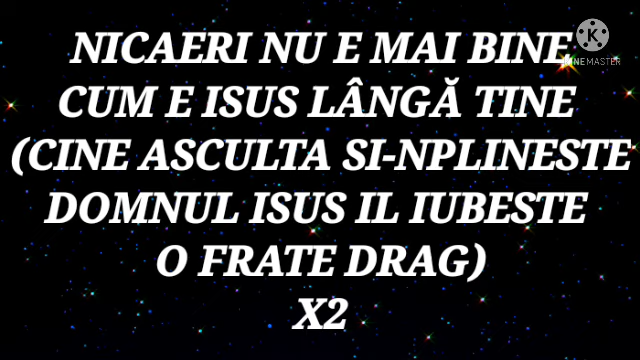 NICAERI NU E MAI BINE,
CUM E ISUS LÂNGĂ TINE
(CINE ASCULTA SI-NPLINESTE
DOMNUL ISUS IL IUBESTE
O FRATE DRAG)
X2
K
KINEMASTER